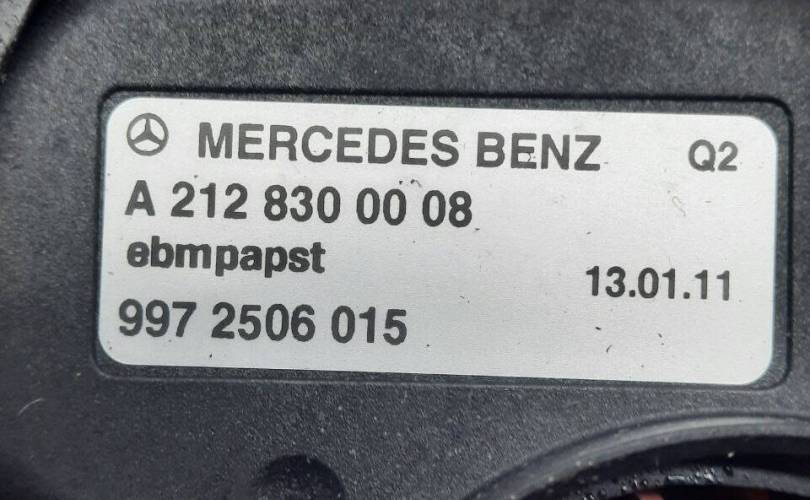 MERCEDES BENZ Q2
A 212 830 00 08
ebmpapst
13.01.11
997 2506 015